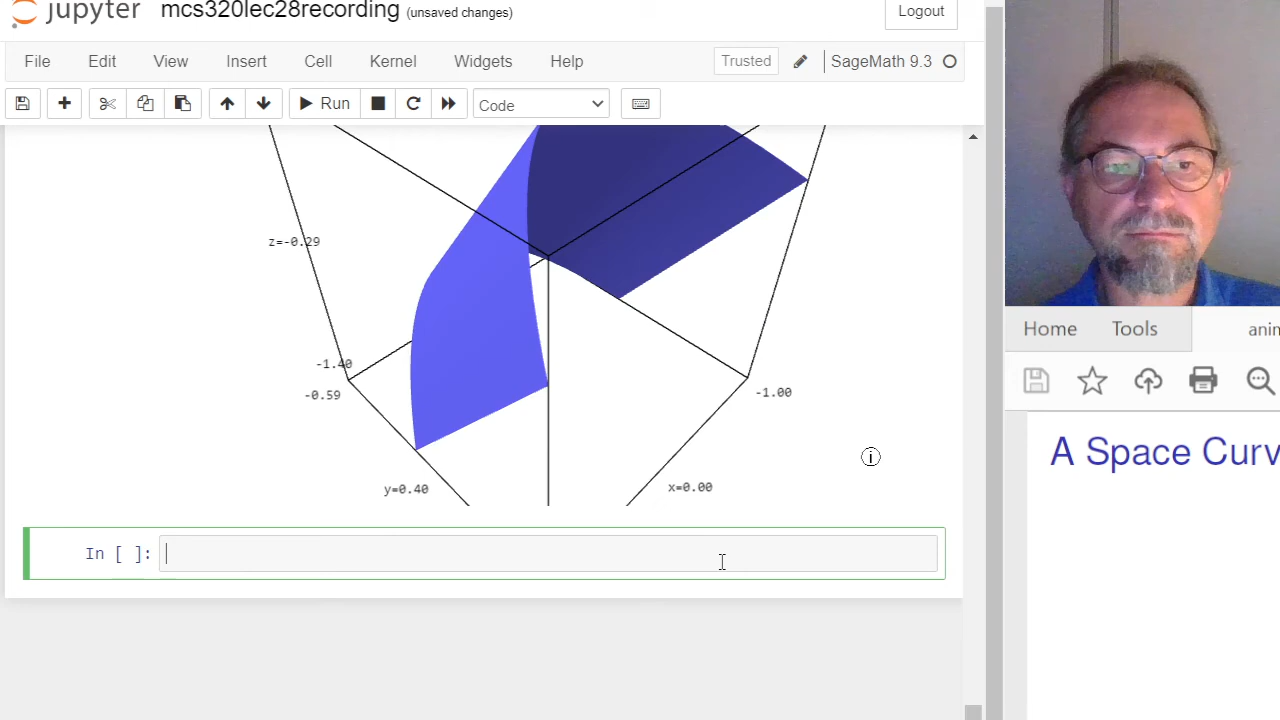 jupyter mcs320lec28recording (unsaved changes) Logout
File Edit View Insert Cell Kernel Widgets Help Trusted SageMath 9.3
Run Code
z=-0.29
-1.40
-0.59
-1.00
y=0.40
x=0.00
In [ ]:
Home Tools anim
A Space Curv